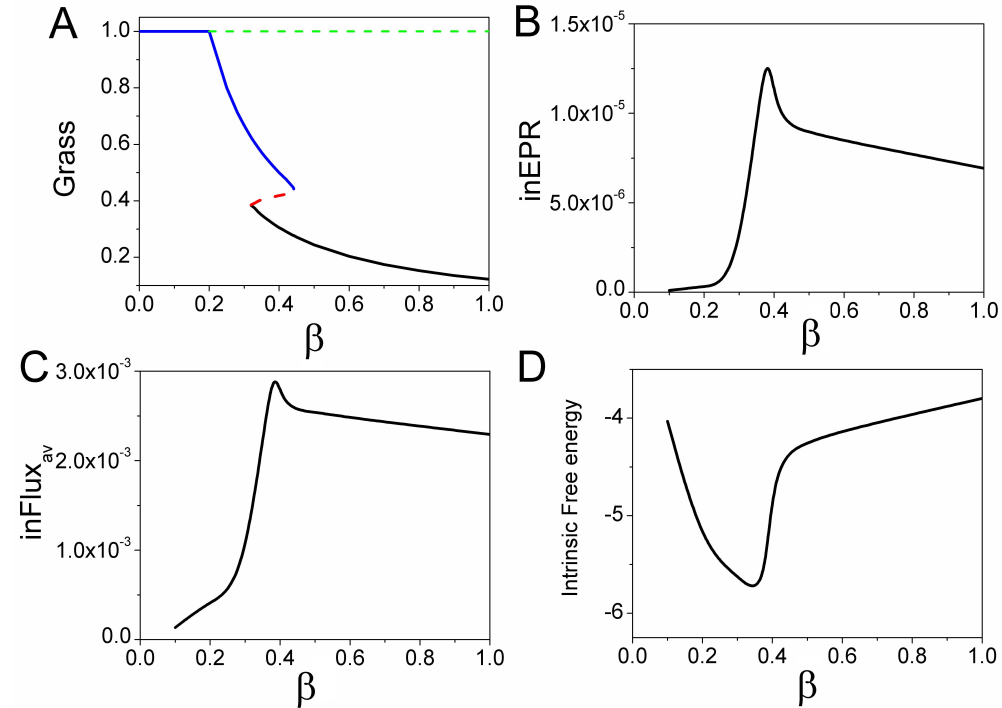 A
Grass
1.0
0.8
0.6
0.4
0.2
0.0 0.2 0.4 0.6 0.8 1.0
β
B
inEPR
1.5x10⁻⁵
1.0x10⁻⁵
5.0x10⁻⁶
0.0
0.0 0.2 0.4 0.6 0.8 1.0
β
C
inFluxav
3.0x10⁻³
2.0x10⁻³
1.0x10⁻³
0.0
0.0 0.2 0.4 0.6 0.8 1.0
β
D
Intrinsic Free energy
-4
-5
-6
0.0 0.2 0.4 0.6 0.8 1.0
β